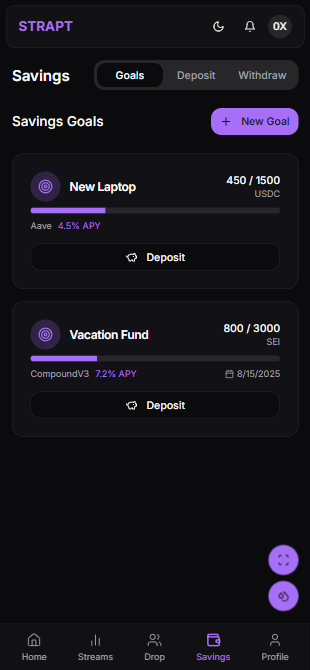 STRAPT
0X
Savings
Goals
Deposit
Withdraw
Savings Goals
+ New Goal
New Laptop
450 / 1500
USDC
Aave 4.5% APY
Deposit
Vacation Fund
800 / 3000
SEI
CompoundV3 7.2% APY
8/15/2025
Deposit
Home
Streams
Drop
Savings
Profile